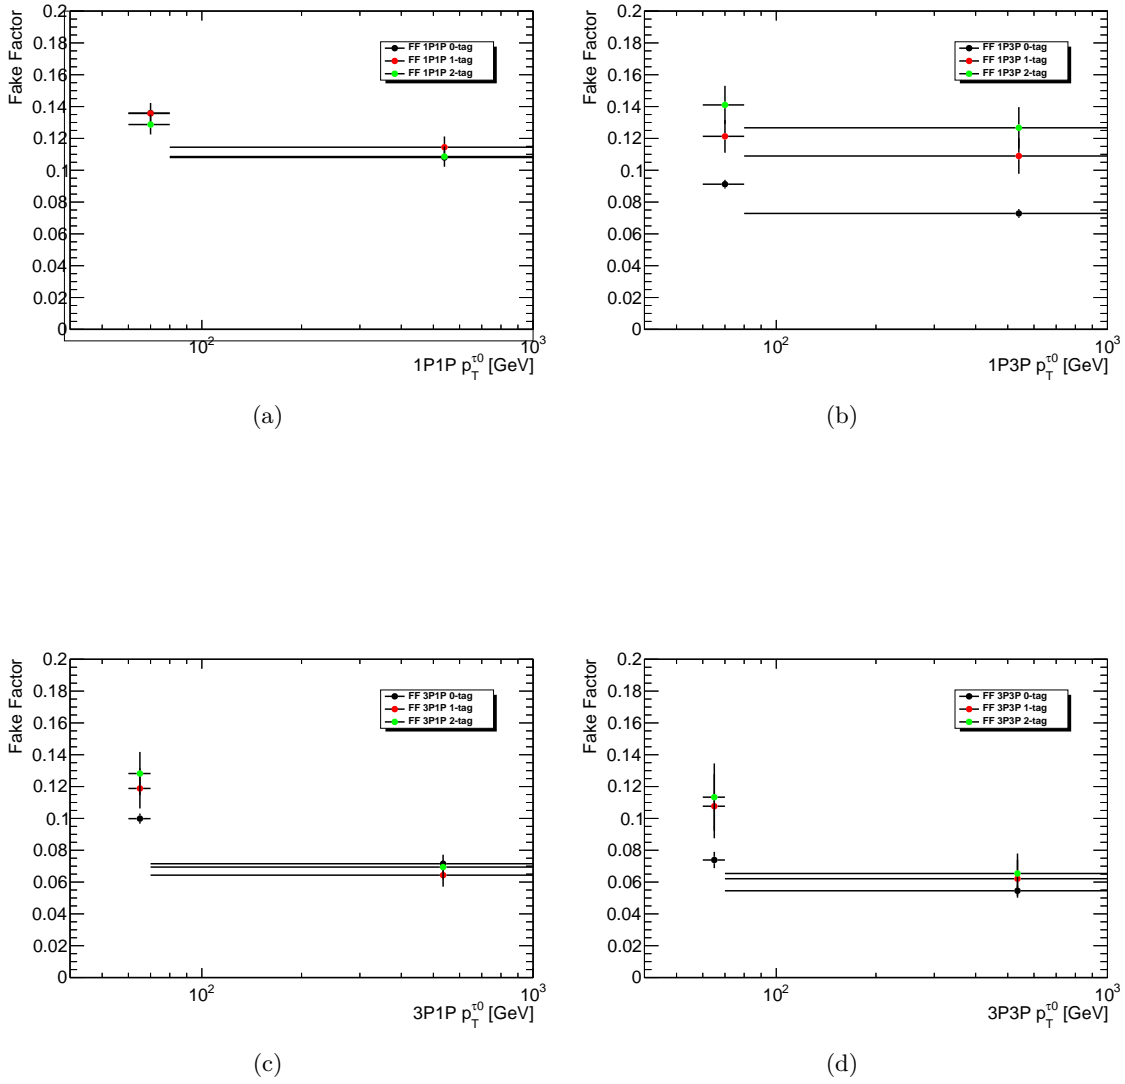 Fake Factor
0.2
0.18
0.16
0.14
0.12
0.1
0.08
0.06
0.04
0.02
0
FF 1P1P 0-tag
FF 1P1P 1-tag
FF 1P1P 2-tag
10²
10³
1P1P p_T^τ0 [GeV]
(a)
Fake Factor
0.2
0.18
0.16
0.14
0.12
0.1
0.08
0.06
0.04
0.02
0
FF 1P3P 0-tag
FF 1P3P 1-tag
FF 1P3P 2-tag
10²
10³
1P3P p_T^τ0 [GeV]
(b)
Fake Factor
0.2
0.18
0.16
0.14
0.12
0.1
0.08
0.06
0.04
0.02
0
FF 3P1P 0-tag
FF 3P1P 1-tag
FF 3P1P 2-tag
10²
10³
3P1P p_T^τ0 [GeV]
(c)
Fake Factor
0.2
0.18
0.16
0.14
0.12
0.1
0.08
0.06
0.04
0.02
0
FF 3P3P 0-tag
FF 3P3P 1-tag
FF 3P3P 2-tag
10²
10³
3P3P p_T^τ0 [GeV]
(d)